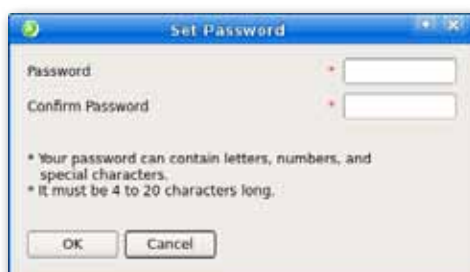 Set Password
Password *
Confirm Password *
* Your password can contain letters, numbers, and
special characters.
* It must be 4 to 20 characters long.
OK Cancel